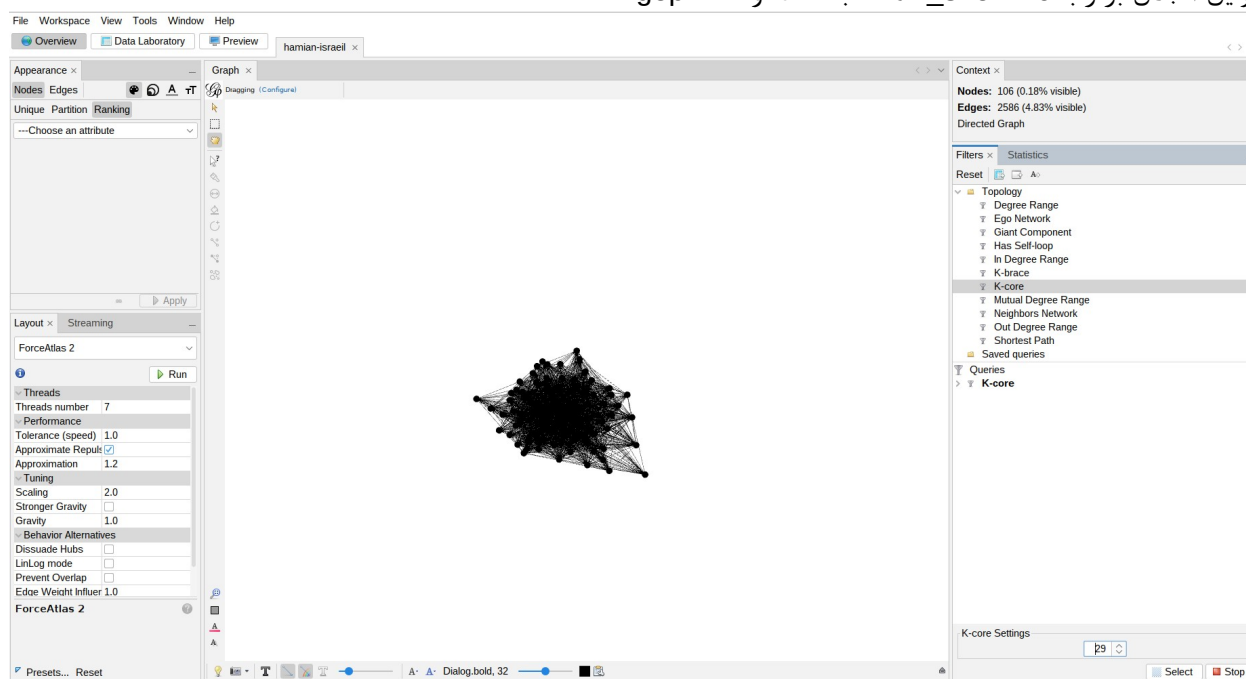 File Workspace View Tools Window Help
Overview Data Laboratory Preview hamian-israeil ×
Appearance ×
Nodes Edges
Unique Partition Ranking
---Choose an attribute
Apply
Layout × Streaming
ForceAtlas 2
Run
Threads
Threads number 7
Performance
Tolerance (speed) 1.0
Approximate Repuls
Approximation 1.2
Tuning
Scaling 2.0
Stronger Gravity
Gravity 1.0
Behavior Alternatives
Dissuade Hubs
LinLog mode
Prevent Overlap
Edge Weight Influer 1.0
ForceAtlas 2
Presets... Reset
Graph ×
Dragging (Configure)
T T A- A- Dialog.bold, 32
Context ×
Nodes: 106 (0.18% visible)
Edges: 2586 (4.83% visible)
Directed Graph
Filters × Statistics
Reset
Topology
Degree Range
Ego Network
Giant Component
Has Self-loop
In Degree Range
K-brace
K-core
Mutual Degree Range
Neighbors Network
Out Degree Range
Shortest Path
Saved queries
Queries
K-core
K-core Settings
29
Select Stop